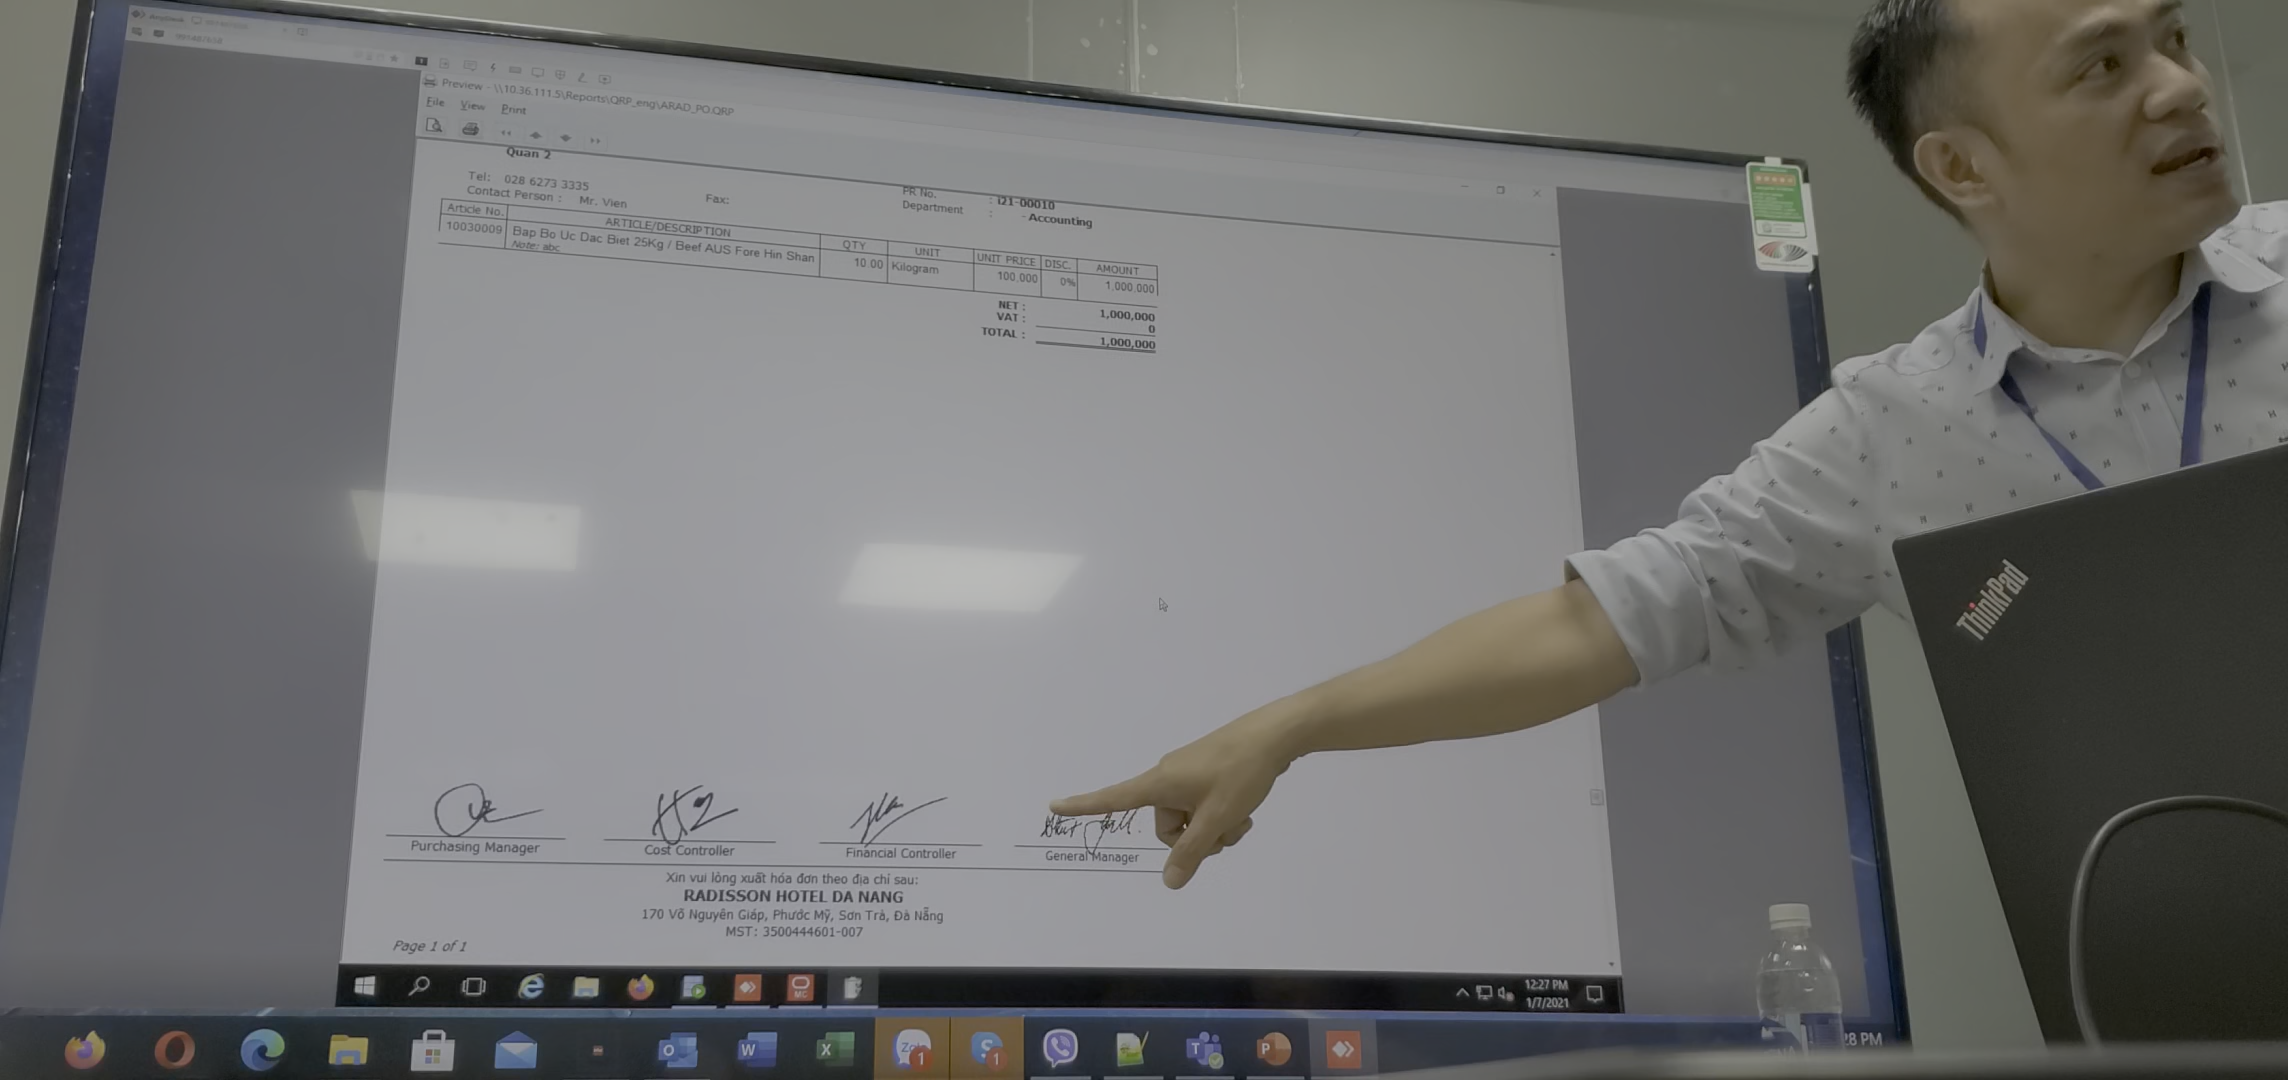 Preview - \\10.36.111.5\Reports\QRP_eng\ARAD_PO.QRP
File View Print
Quan 2
Tel: 028 6273 3335 Fax: PR No. : I21-00010
Contact Person : Mr. Vien Department : - Accounting
Article No. ARTICLE/DESCRIPTION QTY UNIT UNIT PRICE DISC. AMOUNT
10030009 Bap Bo Uc Dac Biet 25Kg / Beef AUS Fore Hin Shan 10.00 Kilogram 100,000 0% 1,000,000
Note: abc
NET : 1,000,000
VAT : 0
TOTAL : 1,000,000
Purchasing Manager Cost Controller Financial Controller General Manager
Xin vui lòng xuất hóa đơn theo địa chỉ sau:
RADISSON HOTEL DA NANG
170 Võ Nguyên Giáp, Phước Mỹ, Sơn Trà, Đà Nẵng
MST: 3500444601-007
Page 1 of 1
12:27 PM
1/7/2021
28 PM
ThinkPad